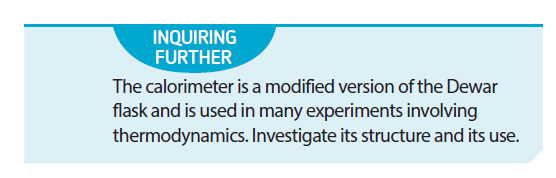 INQUIRING
FURTHER
The calorimeter is a modified version of the Dewar
flask and is used in many experiments involving
thermodynamics. Investigate its structure and its use.